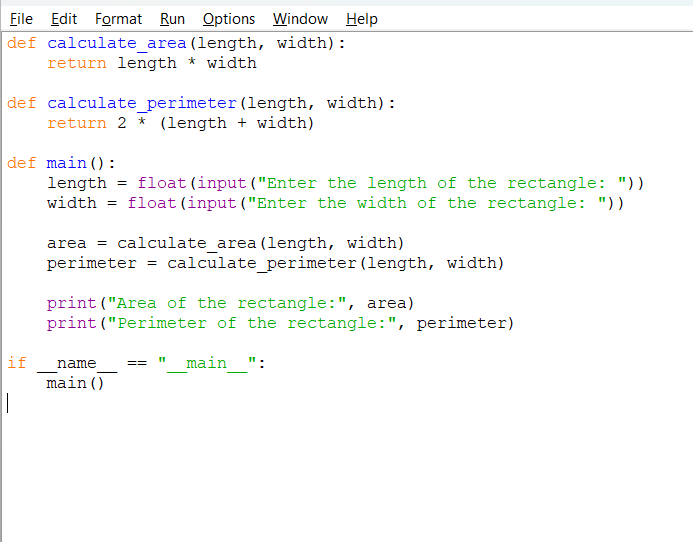 File Edit Format Run Options Window Help
def calculate_area(length, width):
    return length * width

def calculate_perimeter(length, width):
    return 2 * (length + width)

def main():
    length = float(input("Enter the length of the rectangle: "))
    width = float(input("Enter the width of the rectangle: "))

    area = calculate_area(length, width)
    perimeter = calculate_perimeter(length, width)

    print("Area of the rectangle:", area)
    print("Perimeter of the rectangle:", perimeter)

if __name__ == "__main__":
    main()